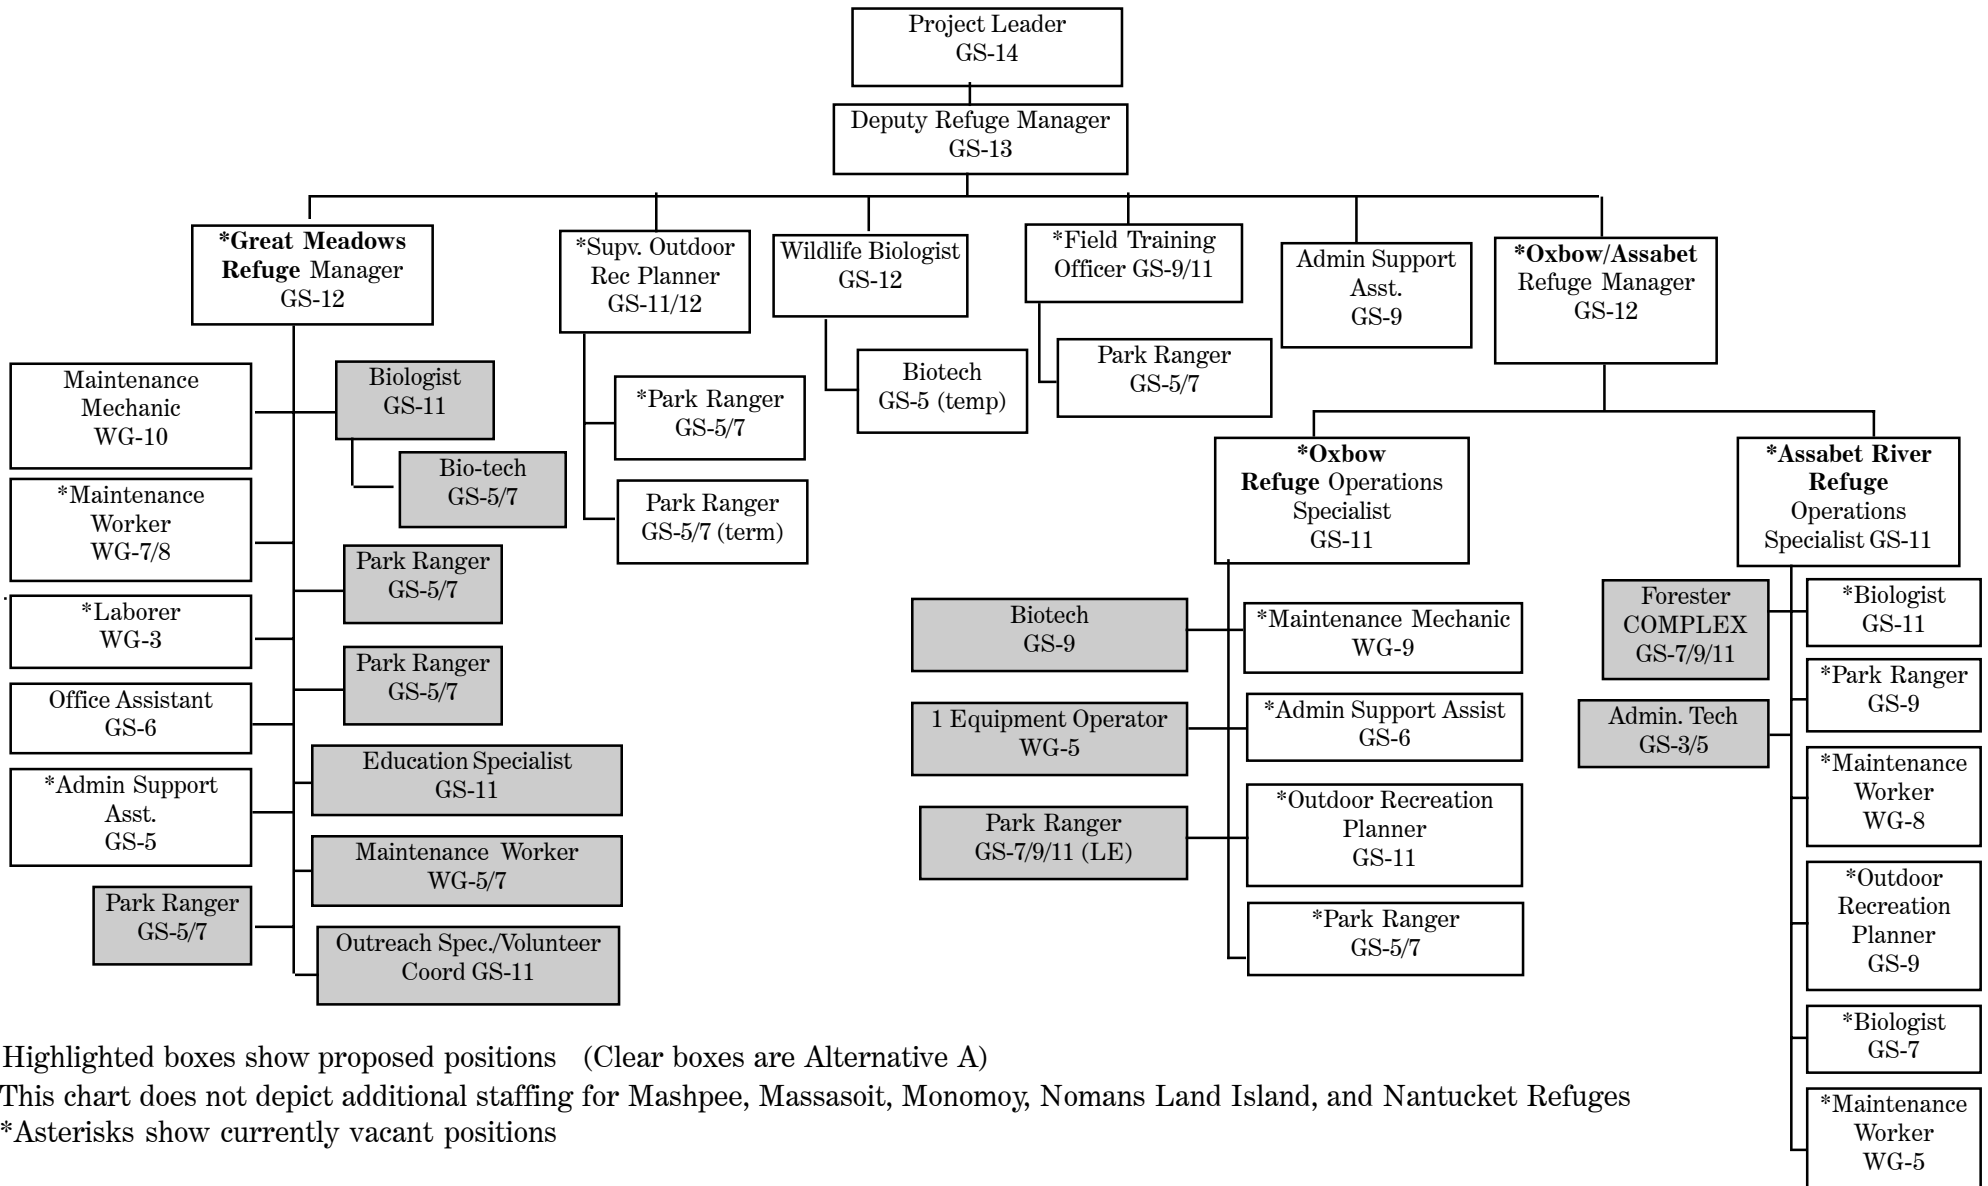 Project Leader
GS-14
Deputy Refuge Manager
GS-13
*Great Meadows
Refuge Manager
GS-12
*Supv. Outdoor
Rec Planner
GS-11/12
Wildlife Biologist
GS-12
*Field Training
Officer GS-9/11
Admin Support
Asst.
GS-9
*Oxbow/Assabet
Refuge Manager
GS-12
Maintenance
Mechanic
WG-10
*Maintenance
Worker
WG-7/8
*Laborer
WG-3
Office Assistant
GS-6
*Admin Support
Asst.
GS-5
Park Ranger
GS-5/7
Biologist
GS-11
Bio-tech
GS-5/7
Park Ranger
GS-5/7
Park Ranger
GS-5/7
Education Specialist
GS-11
Maintenance Worker
WG-5/7
Outreach Spec./Volunteer
Coord GS-11
*Park Ranger
GS-5/7
Park Ranger
GS-5/7 (term)
Biotech
GS-5 (temp)
Park Ranger
GS-5/7
*Oxbow
Refuge Operations
Specialist
GS-11
Biotech
GS-9
1 Equipment Operator
WG-5
Park Ranger
GS-7/9/11 (LE)
*Maintenance Mechanic
WG-9
*Admin Support Assist
GS-6
*Outdoor Recreation
Planner
GS-11
*Park Ranger
GS-5/7
*Assabet River
Refuge
Operations
Specialist GS-11
Forester
COMPLEX
GS-7/9/11
Admin. Tech
GS-3/5
*Biologist
GS-11
*Park Ranger
GS-9
*Maintenance
Worker
WG-8
*Outdoor
Recreation
Planner
GS-9
*Biologist
GS-7
*Maintenance
Worker
WG-5
Highlighted boxes show proposed positions (Clear boxes are Alternative A)
This chart does not depict additional staffing for Mashpee, Massasoit, Monomoy, Nomans Land Island, and Nantucket Refuges
*Asterisks show currently vacant positions